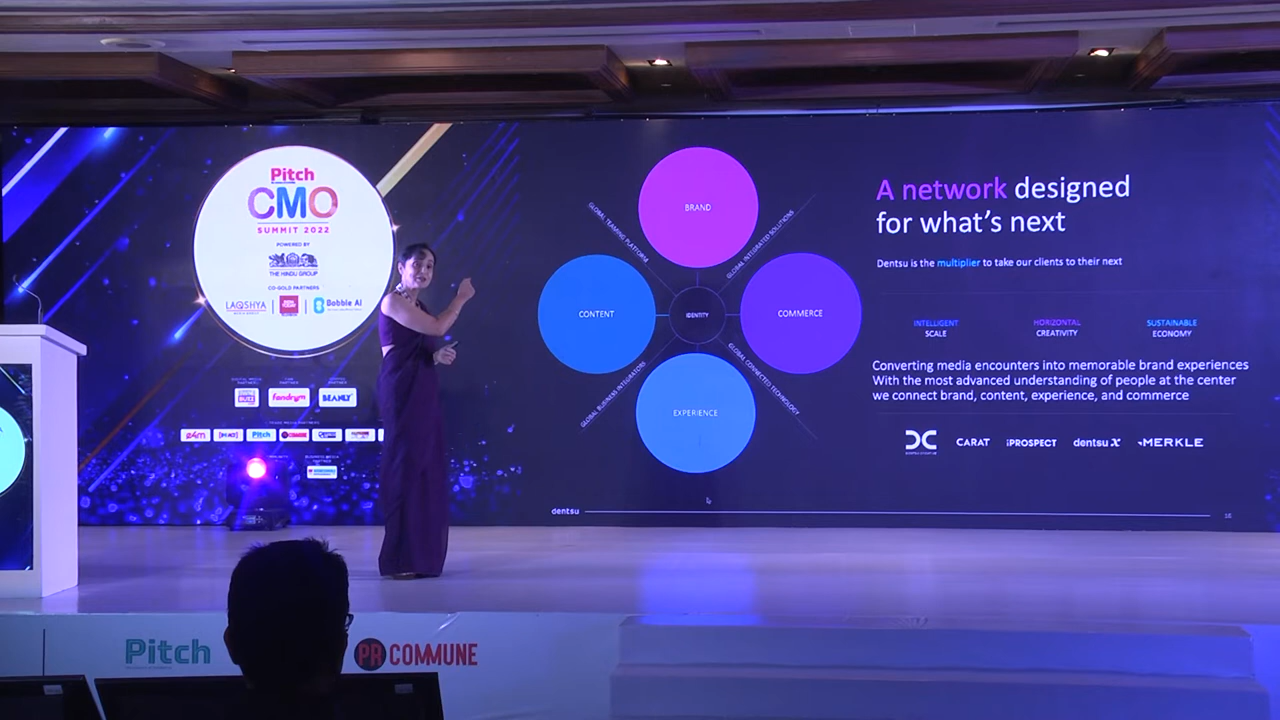 Pitch
CMO
SUMMIT 2022
POWERED BY
THE HINDU GROUP
CO-GOLD PARTNERS
LAQSHYA
Bobble AI
fandrum
BEANLY
e4m
Pitch
BRAND
CONTENT
IDENTITY
COMMERCE
EXPERIENCE
GLOBAL TEAMING PLATFORM
GLOBAL INTEGRATED SOLUTIONS
GLOBAL BUSINESS INTEGRATORS
GLOBAL CONNECTED TECHNOLOGY
A network designed
for what's next
Dentsu is the multiplier to take our clients to their next
INTELLIGENT
SCALE
HORIZONTAL
CREATIVITY
SUSTAINABLE
ECONOMY
Converting media encounters into memorable brand experiences
With the most advanced understanding of people at the center
we connect brand, content, experience, and commerce
DC
CARAT
iPROSPECT
dentsu X
MERKLE
dentsu
Pitch
PR COMMUNE